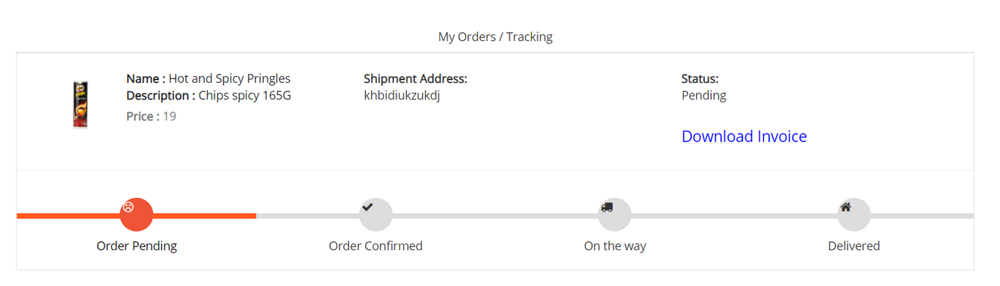 My Orders / Tracking
Name : Hot and Spicy Pringles
Description : Chips spicy 165G
Price : 19
Shipment Address:
khbidiukzukdj
Status:
Pending
Download Invoice
Order Pending
Order Confirmed
On the way
Delivered